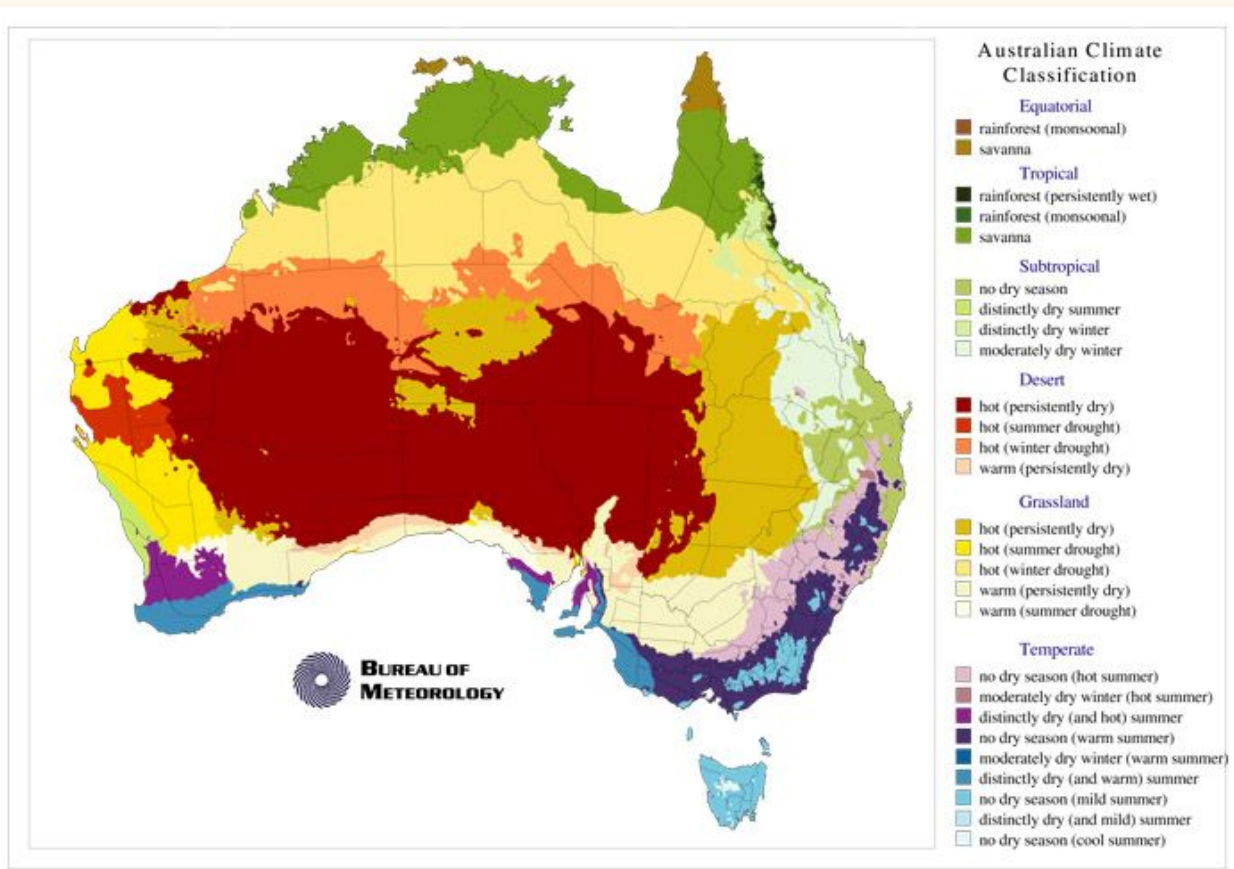 Australian Climate
Classification
Equatorial
rainforest (monsoonal)
savanna
Tropical
rainforest (persistently wet)
rainforest (monsoonal)
savanna
Subtropical
no dry season
distinctly dry summer
distinctly dry winter
moderately dry winter
Desert
hot (persistently dry)
hot (summer drought)
hot (winter drought)
warm (persistently dry)
Grassland
hot (persistently dry)
hot (summer drought)
hot (winter drought)
warm (persistently dry)
warm (summer drought)
Temperate
no dry season (hot summer)
moderately dry winter (hot summer)
distinctly dry (and hot) summer
no dry season (warm summer)
moderately dry winter (warm summer)
distinctly dry (and warm) summer
no dry season (mild summer)
distinctly dry (and mild) summer
no dry season (cool summer)
BUREAU OF
METEOROLOGY